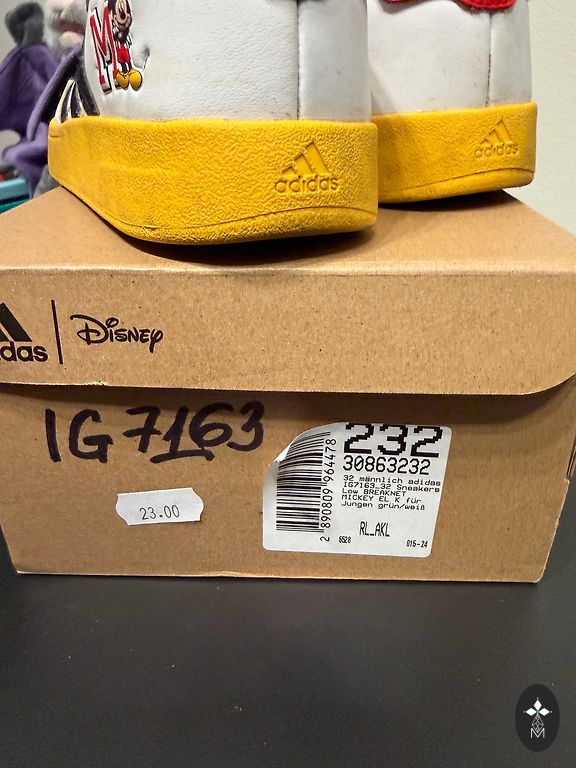 M
adidas
adidas
das
Disney
IG7163
23.00
232
30863232
32 männlich adidas
IG7163_32 Sneakers
Low BREAKNET
MICKEY EL K für
Jungen grün/weiß
RL_AKL
6528
015-24
2 890809 964478
M